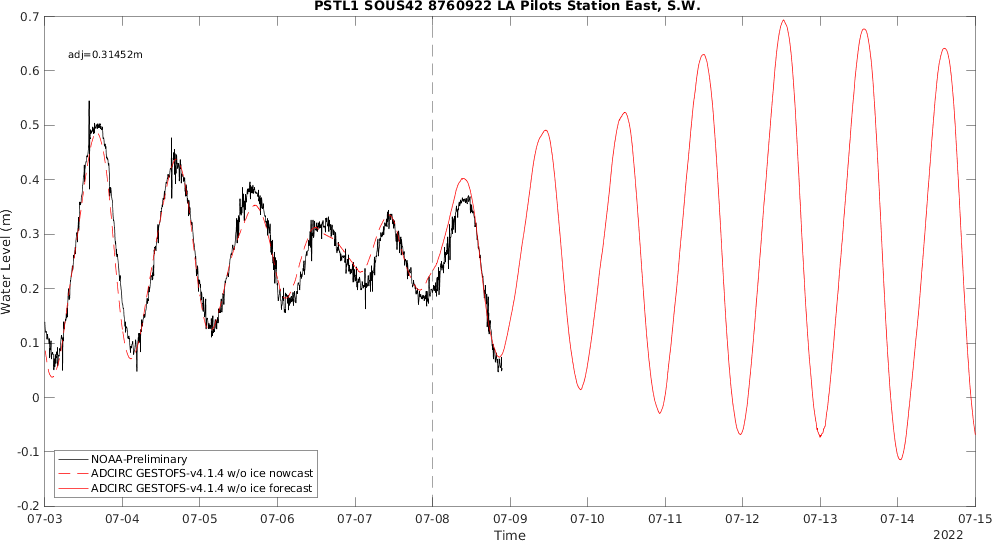 PSTL1 SOUS42 8760922 LA Pilots Station East, S.W.
adj=0.31452m
Water Level (m)
0.7
0.6
0.5
0.4
0.3
0.2
0.1
0
-0.1
-0.2
NOAA-Preliminary
ADCIRC GESTOFS-v4.1.4 w/o ice nowcast
ADCIRC GESTOFS-v4.1.4 w/o ice forecast
07-03 07-04 07-05 07-06 07-07 07-08 07-09 07-10 07-11 07-12 07-13 07-14 07-15
Time
2022